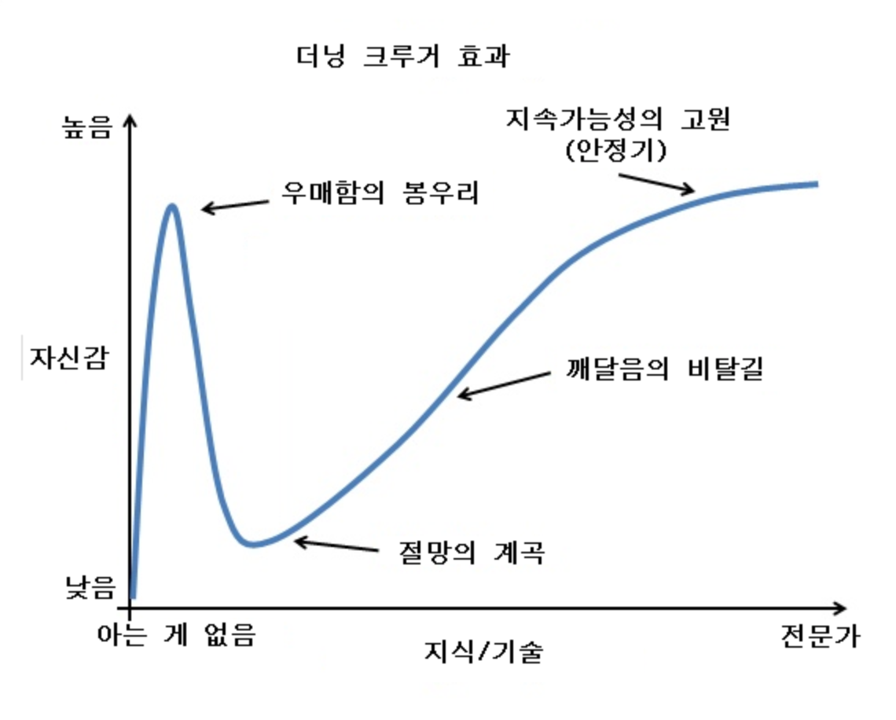 더닝 크루거 효과
높음
지속가능성의 고원
(안정기)
우매함의 봉우리
자신감
깨달음의 비탈길
절망의 계곡
낮음
아는 게 없음
지식/기술
전문가